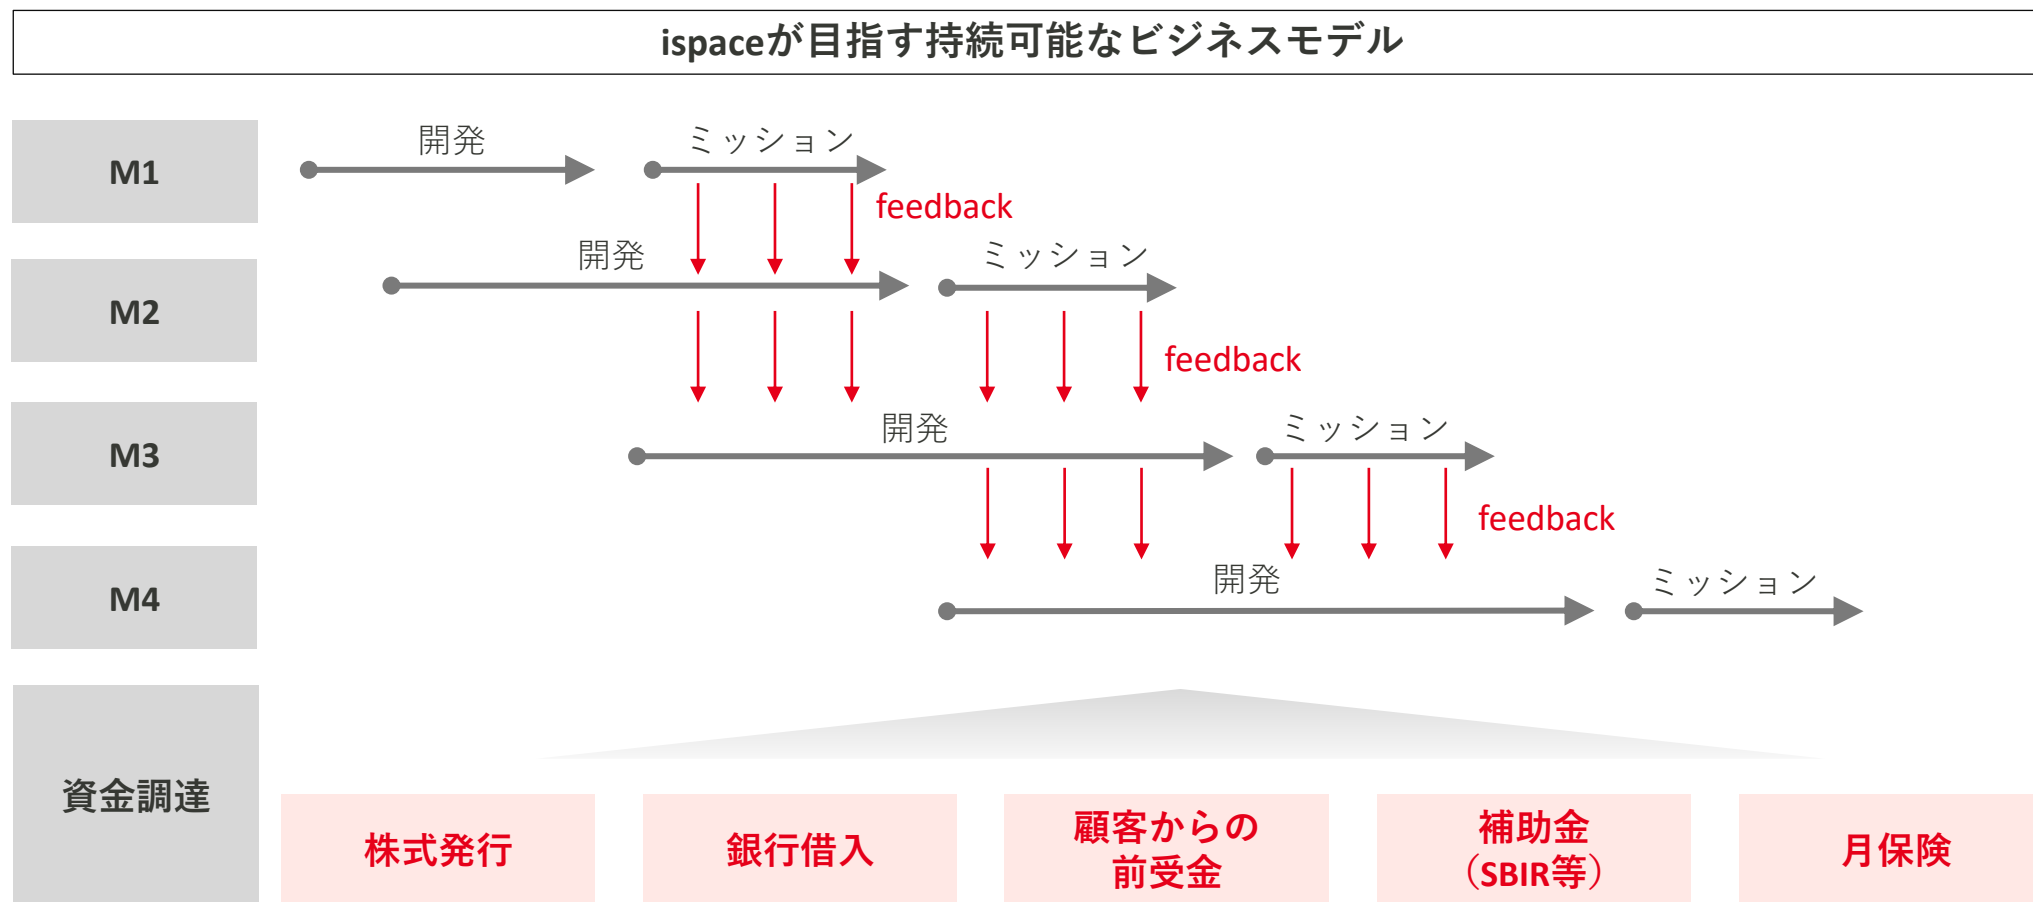 ispaceが目指す持続可能なビジネスモデル
M1
開発
ミッション
feedback
M2
開発
ミッション
feedback
M3
開発
ミッション
feedback
M4
開発
ミッション
資金調達
株式発行
銀行借入
顧客からの
前受金
補助金
（SBIR等）
月保険